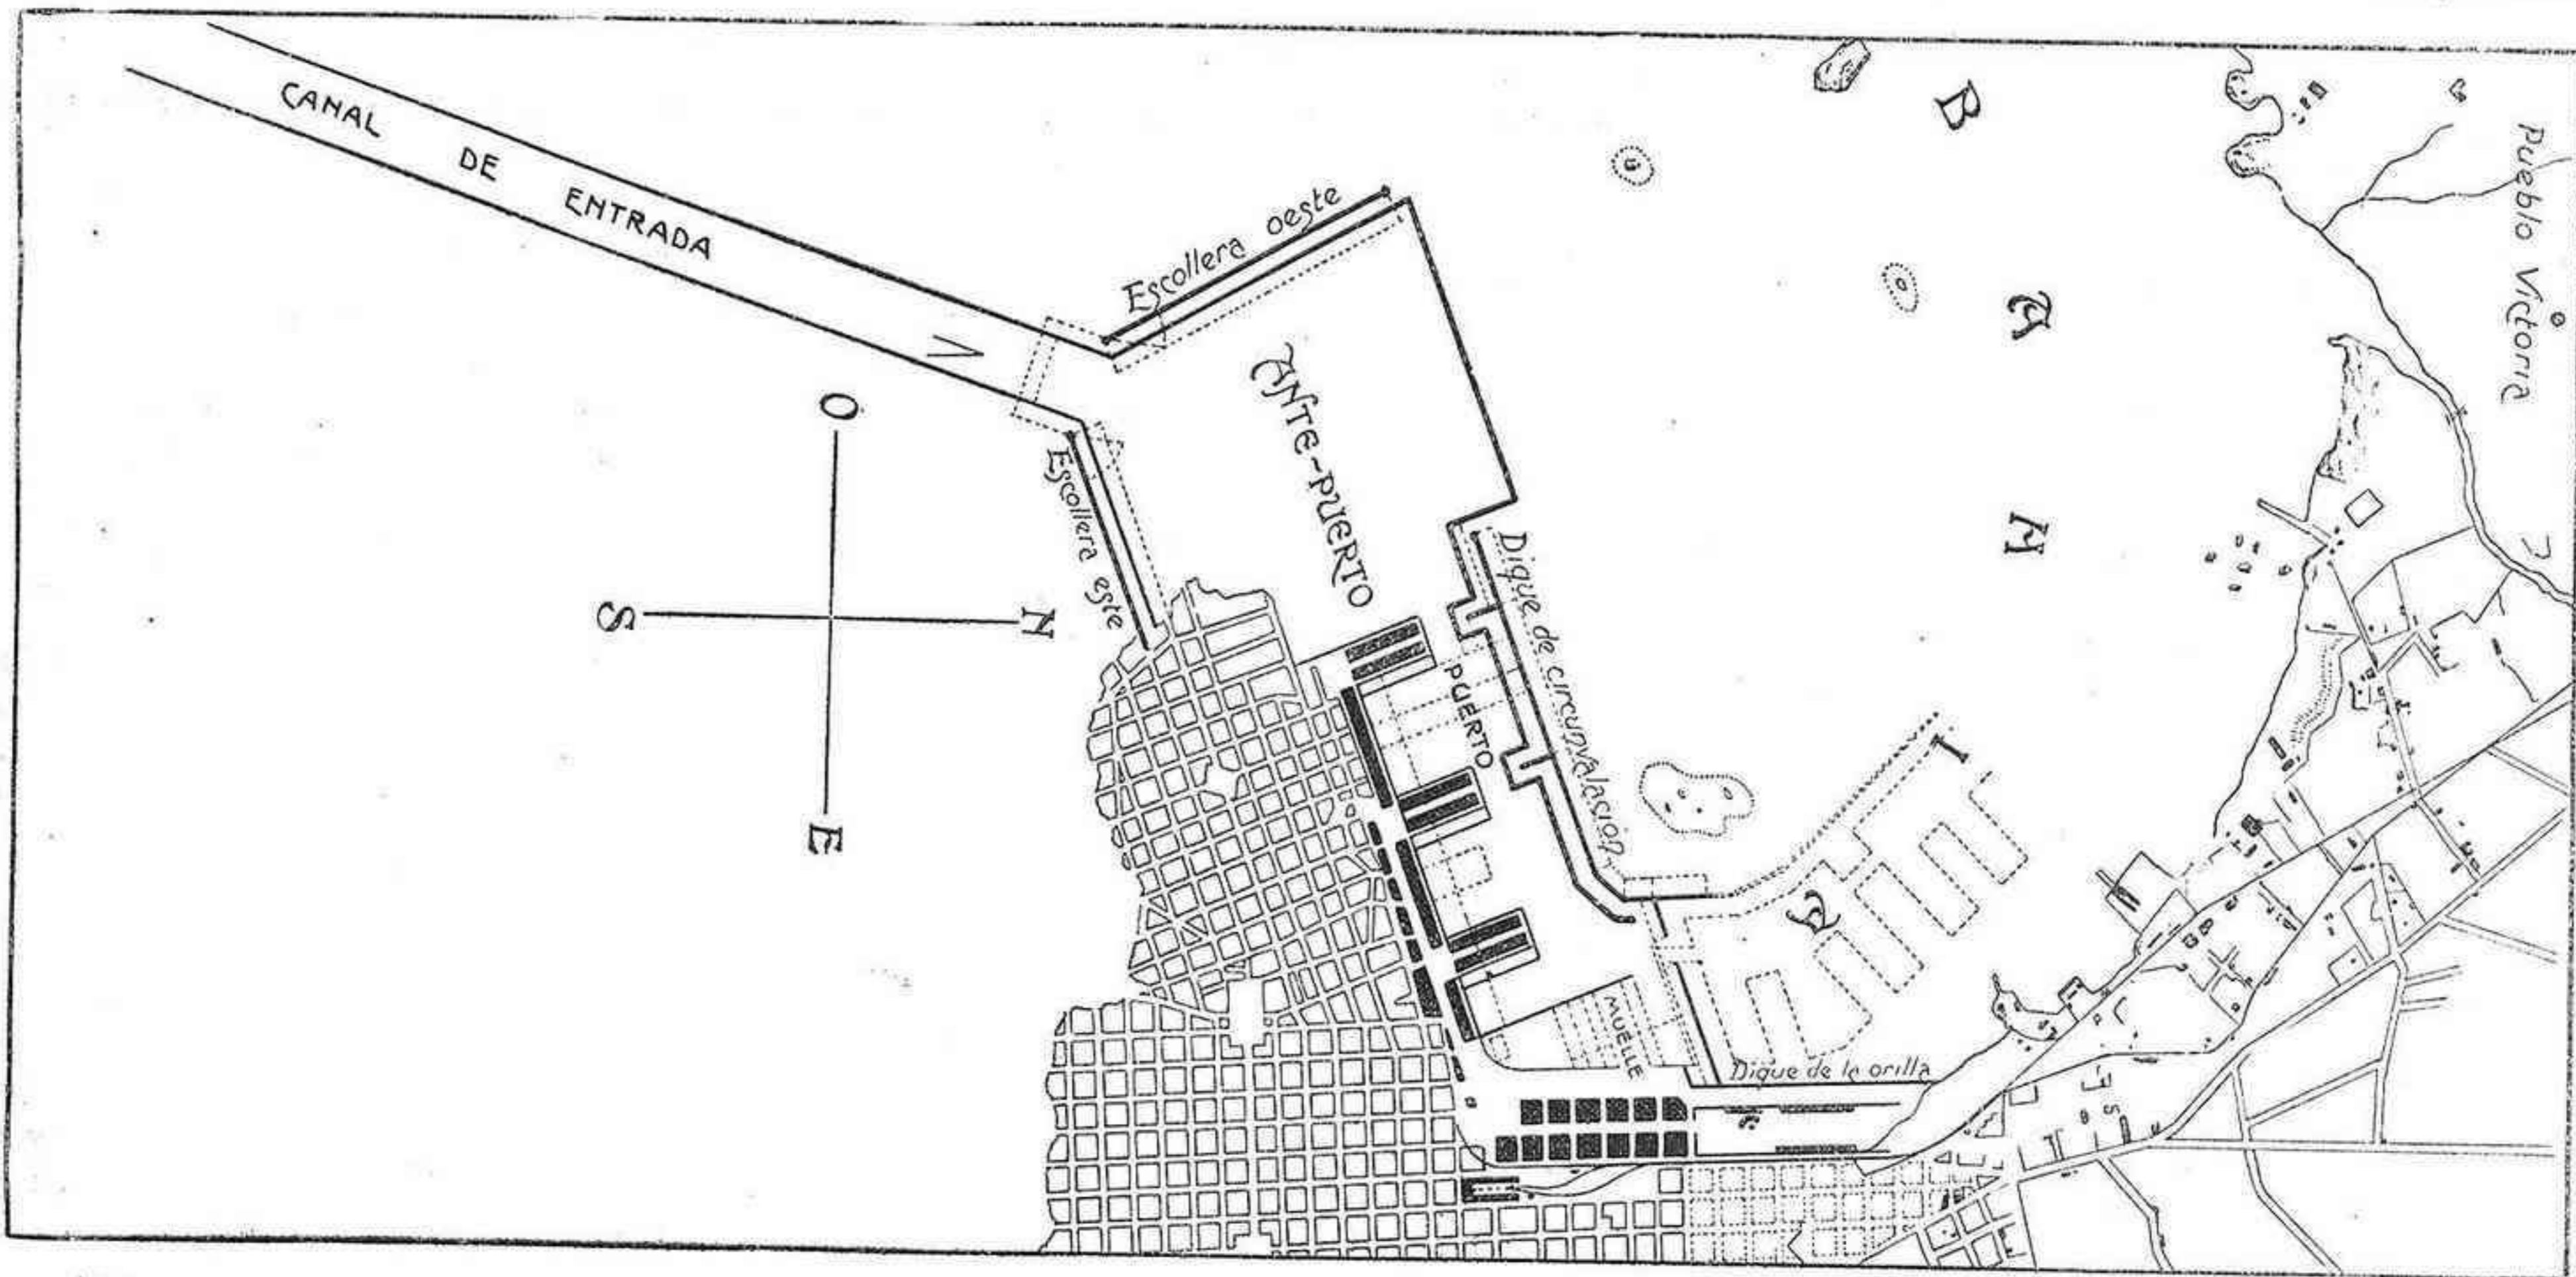 CANAL DE ENTRADA
Escollera oeste
Escollera este
ANTE-PUERTO
PUERTO
Dique de circunvalación
MUELLE
Dique de la orilla
BAHIA
Pueblo Victoria
O
S
N
E